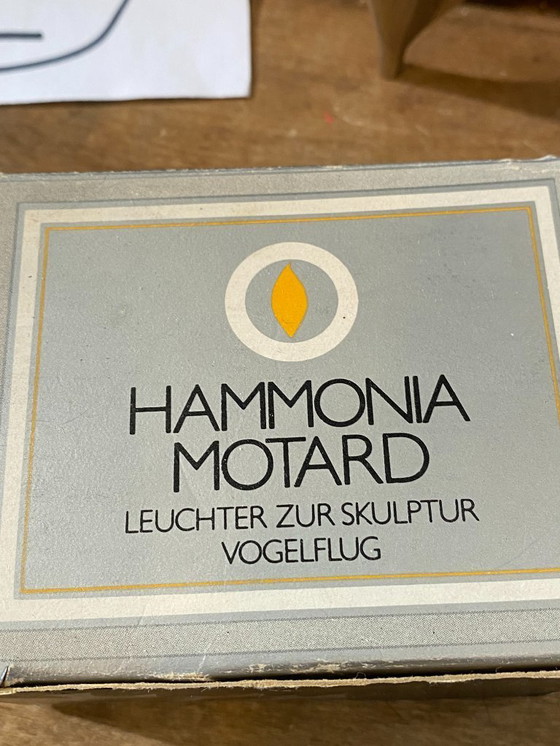 HAMMONIA
MOTARD
LEUCHTER ZUR SKULPTUR
VOGELFLUG